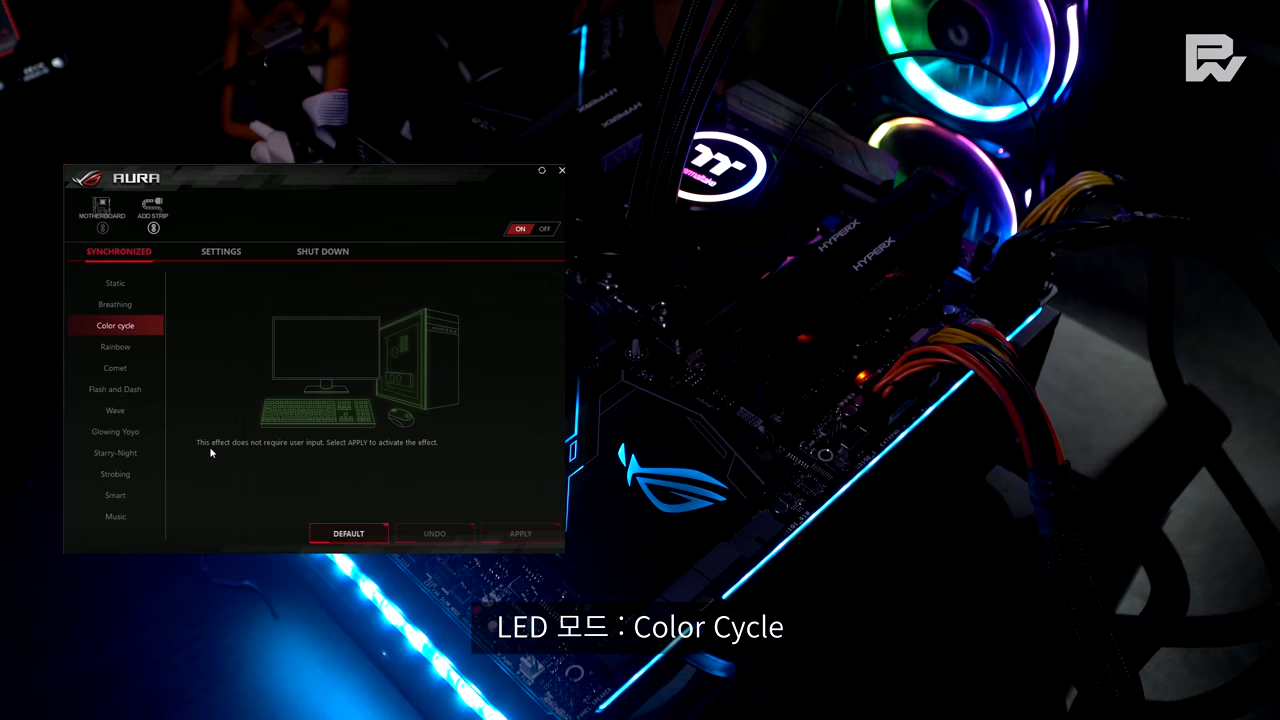 AURA
MOTHERBOARD
ADD STRIP
ON
OFF
SYNCHRONIZED
SETTINGS
SHUT DOWN
Static
Breathing
Color cycle
Rainbow
Comet
Flash and Dash
Wave
Glowing Yoyo
Starry-Night
Strobing
Smart
Music
This effect does not require user input. Select APPLY to activate the effect.
DEFAULT
UNDO
APPLY
HYPERX
HYPERX
HYPERX
HYPERX
LED 모드 : Color Cycle